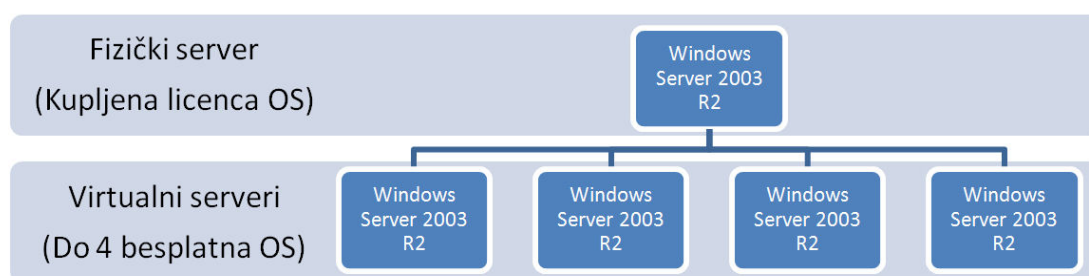 Fizički server
(Kupljena licenca OS)
Windows
Server 2003
R2
Virtualni serveri
(Do 4 besplatna OS)
Windows
Server 2003
R2
Windows
Server 2003
R2
Windows
Server 2003
R2
Windows
Server 2003
R2